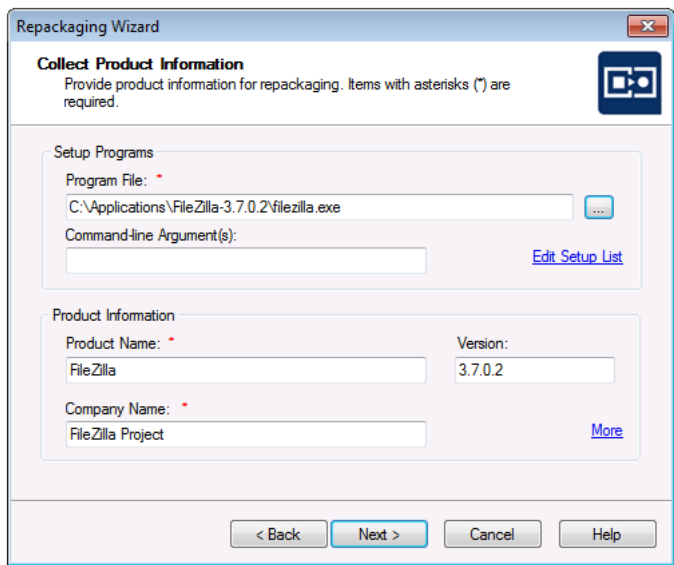 Repackaging Wizard
Collect Product Information
Provide product information for repackaging. Items with asterisks (*) are
required.
Setup Programs
Program File: *
C:\Applications\FileZilla-3.7.0.2\filezilla.exe
...
Command-line Argument(s):
Edit Setup List
Product Information
Product Name: *
Version:
FileZilla
3.7.0.2
Company Name: *
FileZilla Project
More
< Back
Next >
Cancel
Help